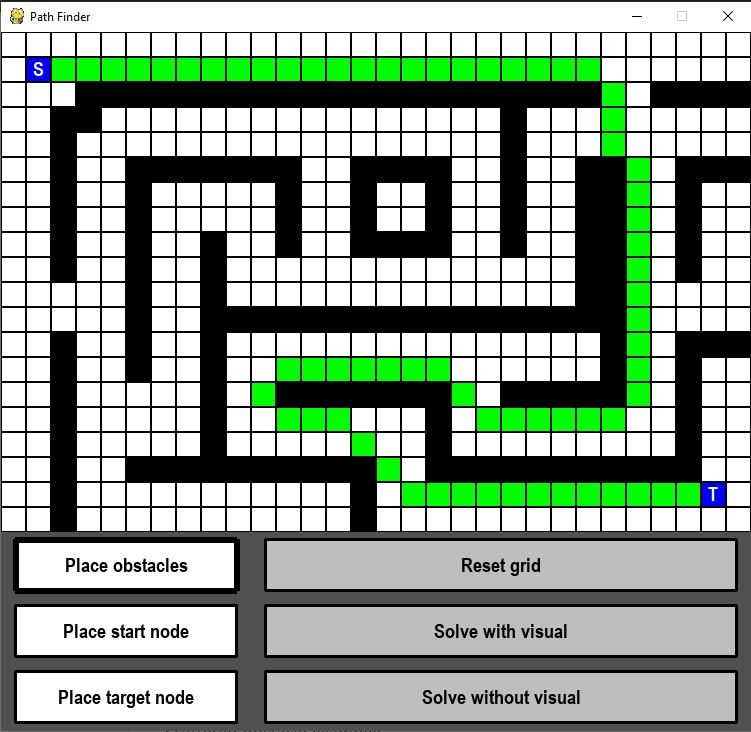 Path Finder
S
T
Place obstacles
Reset grid
Place start node
Solve with visual
Place target node
Solve without visual